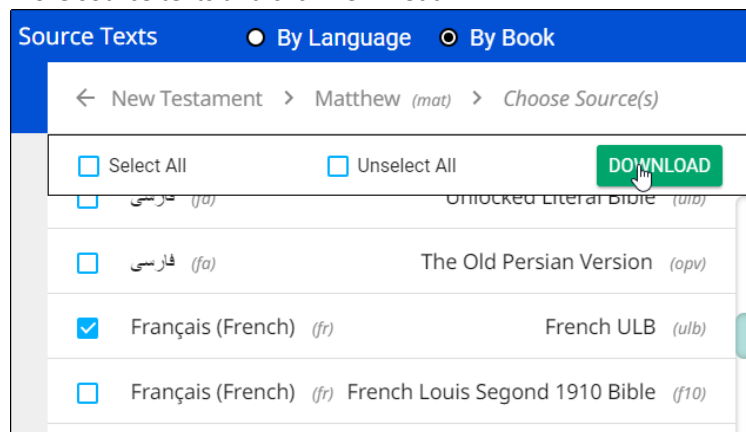 Source Texts By Language By Book
← New Testament > Matthew (mat) > Choose Source(s)
Select All Unselect All DOWNLOAD
فارسی (fa) Unlocked Literal Bible (ulb)
فارسی (fa) The Old Persian Version (opv)
Français (French) (fr) French ULB (ulb)
Français (French) (fr) French Louis Segond 1910 Bible (f10)